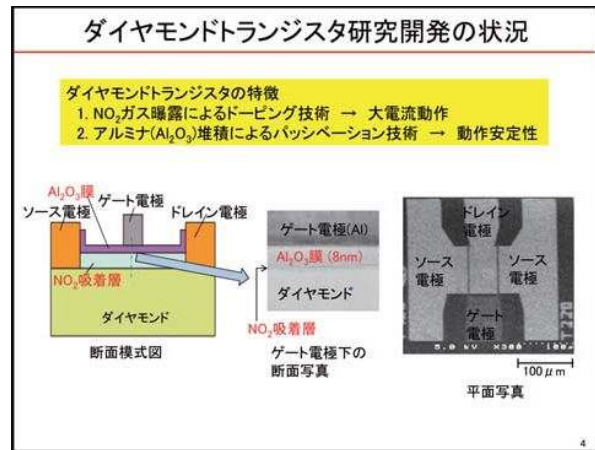 ダイヤモンドトランジスタ研究開発の状況
ダイヤモンドトランジスタの特徴
1. NO₂ガス曝露によるドーピング技術 → 大電流動作
2. アルミナ(Al₂O₃)堆積によるパッシベーション技術 → 動作安定性
Al₂O₃膜
ゲート電極
ソース電極
ドレイン電極
NO₂吸着層
ダイヤモンド
断面模式図
ゲート電極(Al)
Al₂O₃膜 (8nm)
ダイヤモンド
NO₂吸着層
ゲート電極下の
断面写真
ドレイン
電極
ソース
電極
ソース
電極
ゲート
電極
5.0 kV X300
100μm
平面写真
4